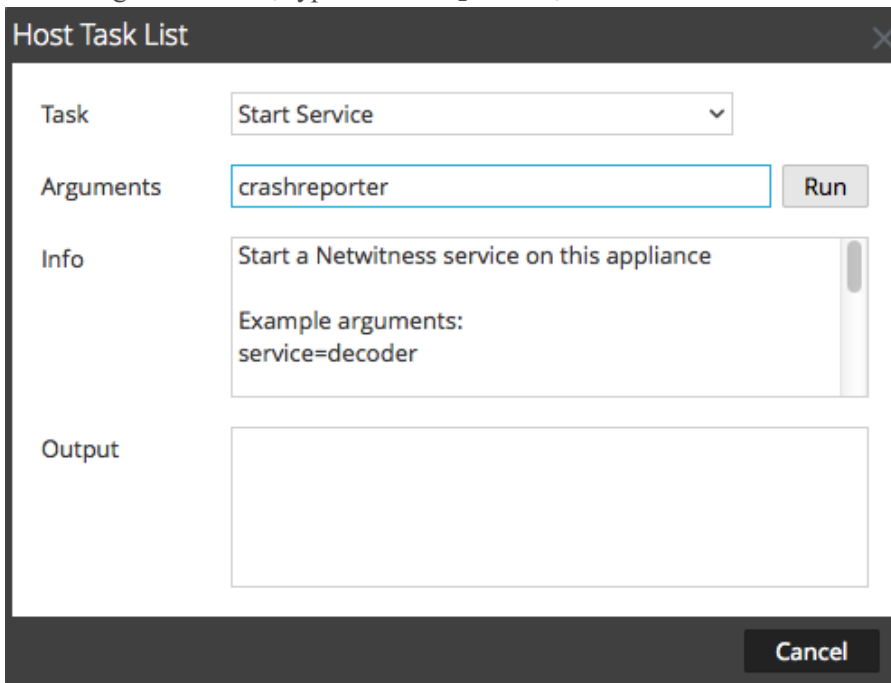 Host Task List
Task
Start Service
Arguments
crashreporter
Run
Info
Start a Netwitness service on this appliance
Example arguments:
service=decoder
Output
Cancel